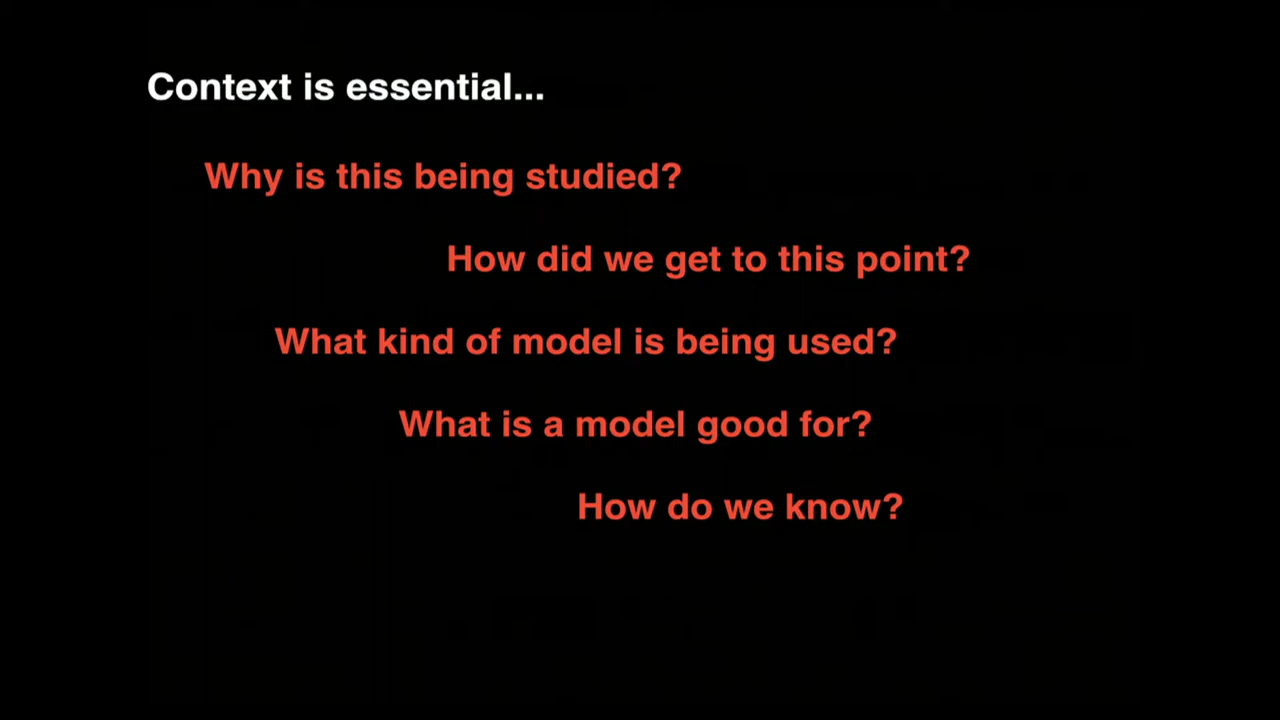 Context is essential...
Why is this being studied?
How did we get to this point?
What kind of model is being used?
What is a model good for?
How do we know?